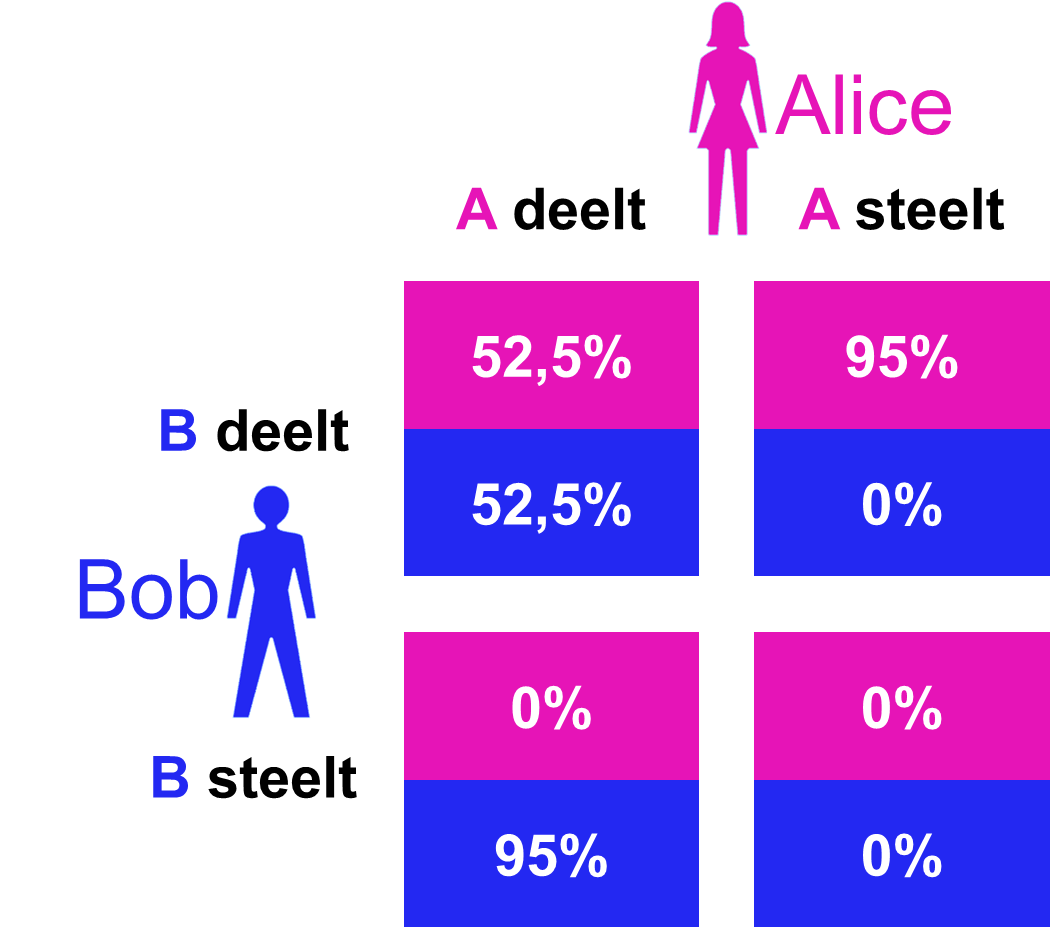 Alice
A deelt
A steelt
52,5%
95%
B deelt
52,5%
0%
Bob
0%
0%
B steelt
95%
0%